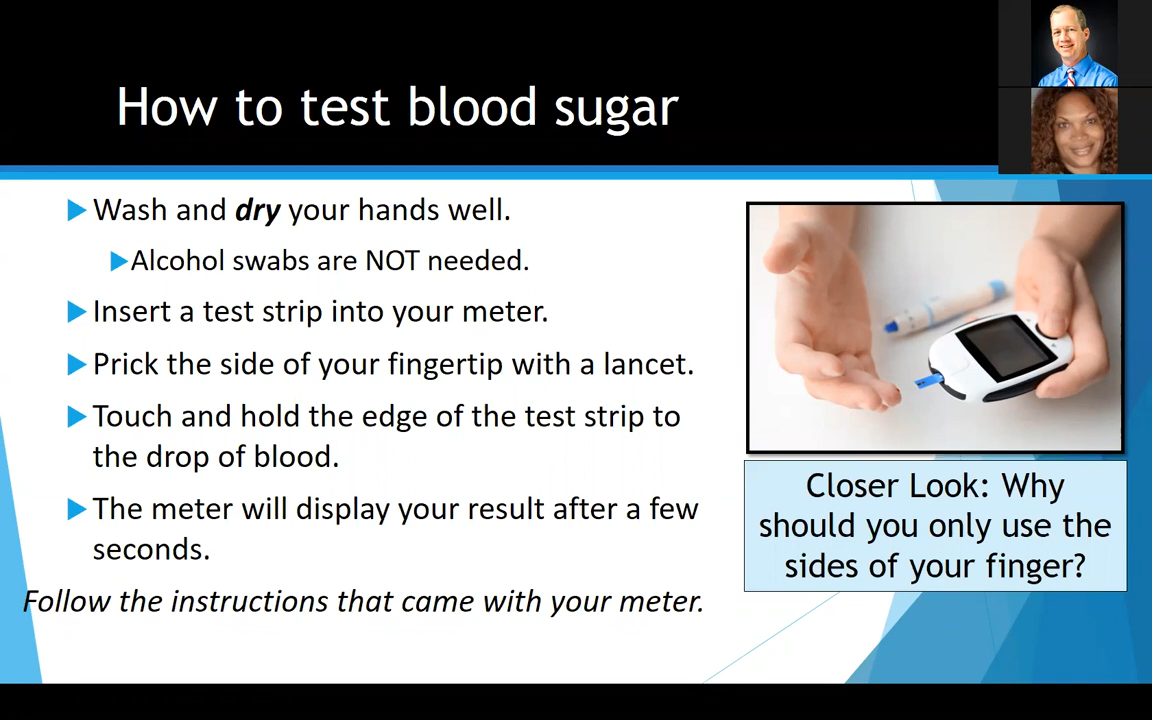 How to test blood sugar
Wash and dry your hands well.
Alcohol swabs are NOT needed.
Insert a test strip into your meter.
Prick the side of your fingertip with a lancet.
Touch and hold the edge of the test strip to
the drop of blood.
The meter will display your result after a few
seconds.
Follow the instructions that came with your meter.
Closer Look: Why
should you only use the
sides of your finger?